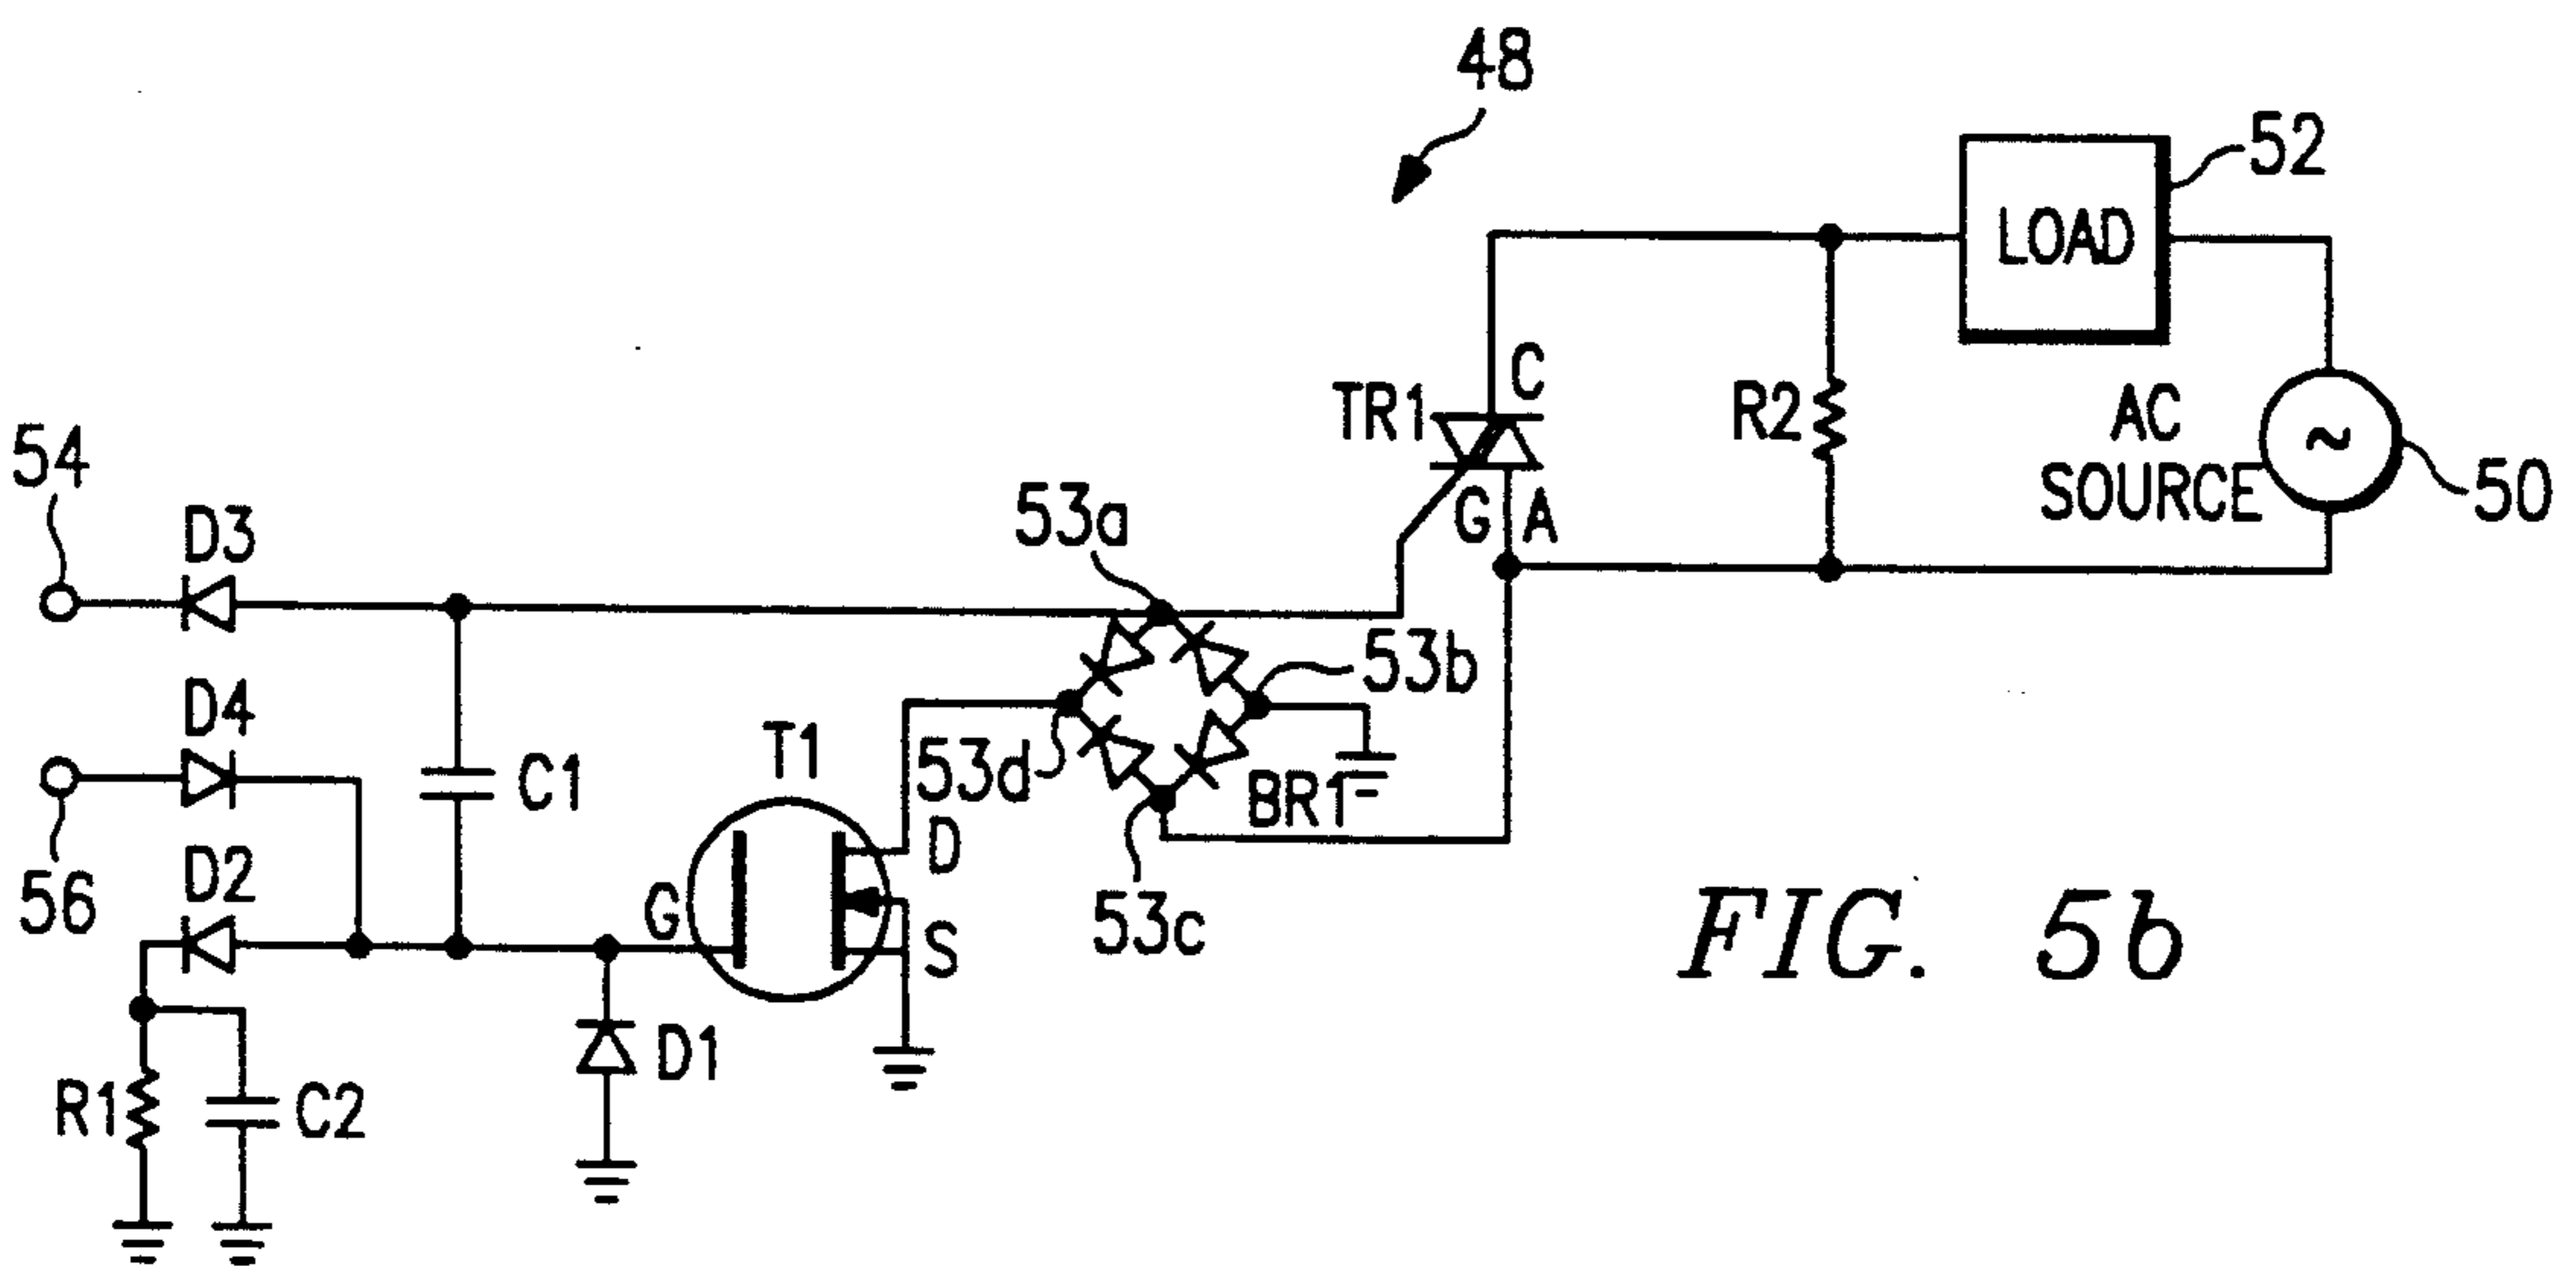 48
52
LOAD
C
TR1
R2
AC
SOURCE
~
50
54
D3
53a
G
A
53b
D4
T1
53d
C1
BR1
D
56
D2
G
53c
S
FIG. 5b
D1
R1
C2